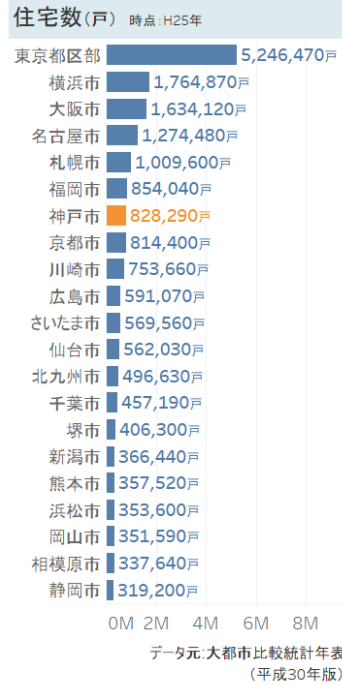 住宅数(戸) 時点:H25年
東京都区部 5,246,470戸
横浜市 1,764,870戸
大阪市 1,634,120戸
名古屋市 1,274,480戸
札幌市 1,009,600戸
福岡市 854,040戸
神戸市 828,290戸
京都市 814,400戸
川崎市 753,660戸
広島市 591,070戸
さいたま市 569,560戸
仙台市 562,030戸
北九州市 496,630戸
千葉市 457,190戸
堺市 406,300戸
新潟市 366,440戸
熊本市 357,520戸
浜松市 353,600戸
岡山市 351,590戸
相模原市 337,640戸
静岡市 319,200戸
0M 2M 4M 6M 8M
データ元:大都市比較統計年表
(平成30年版)